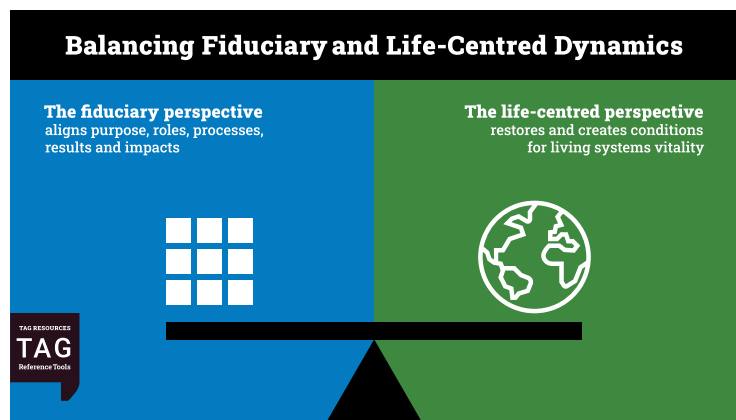 Balancing Fiduciary and Life-Centred Dynamics
The fiduciary perspective
aligns purpose, roles, processes,
results and impacts
The life-centred perspective
restores and creates conditions
for living systems vitality
TAG RESOURCES
TAG
Reference Tools